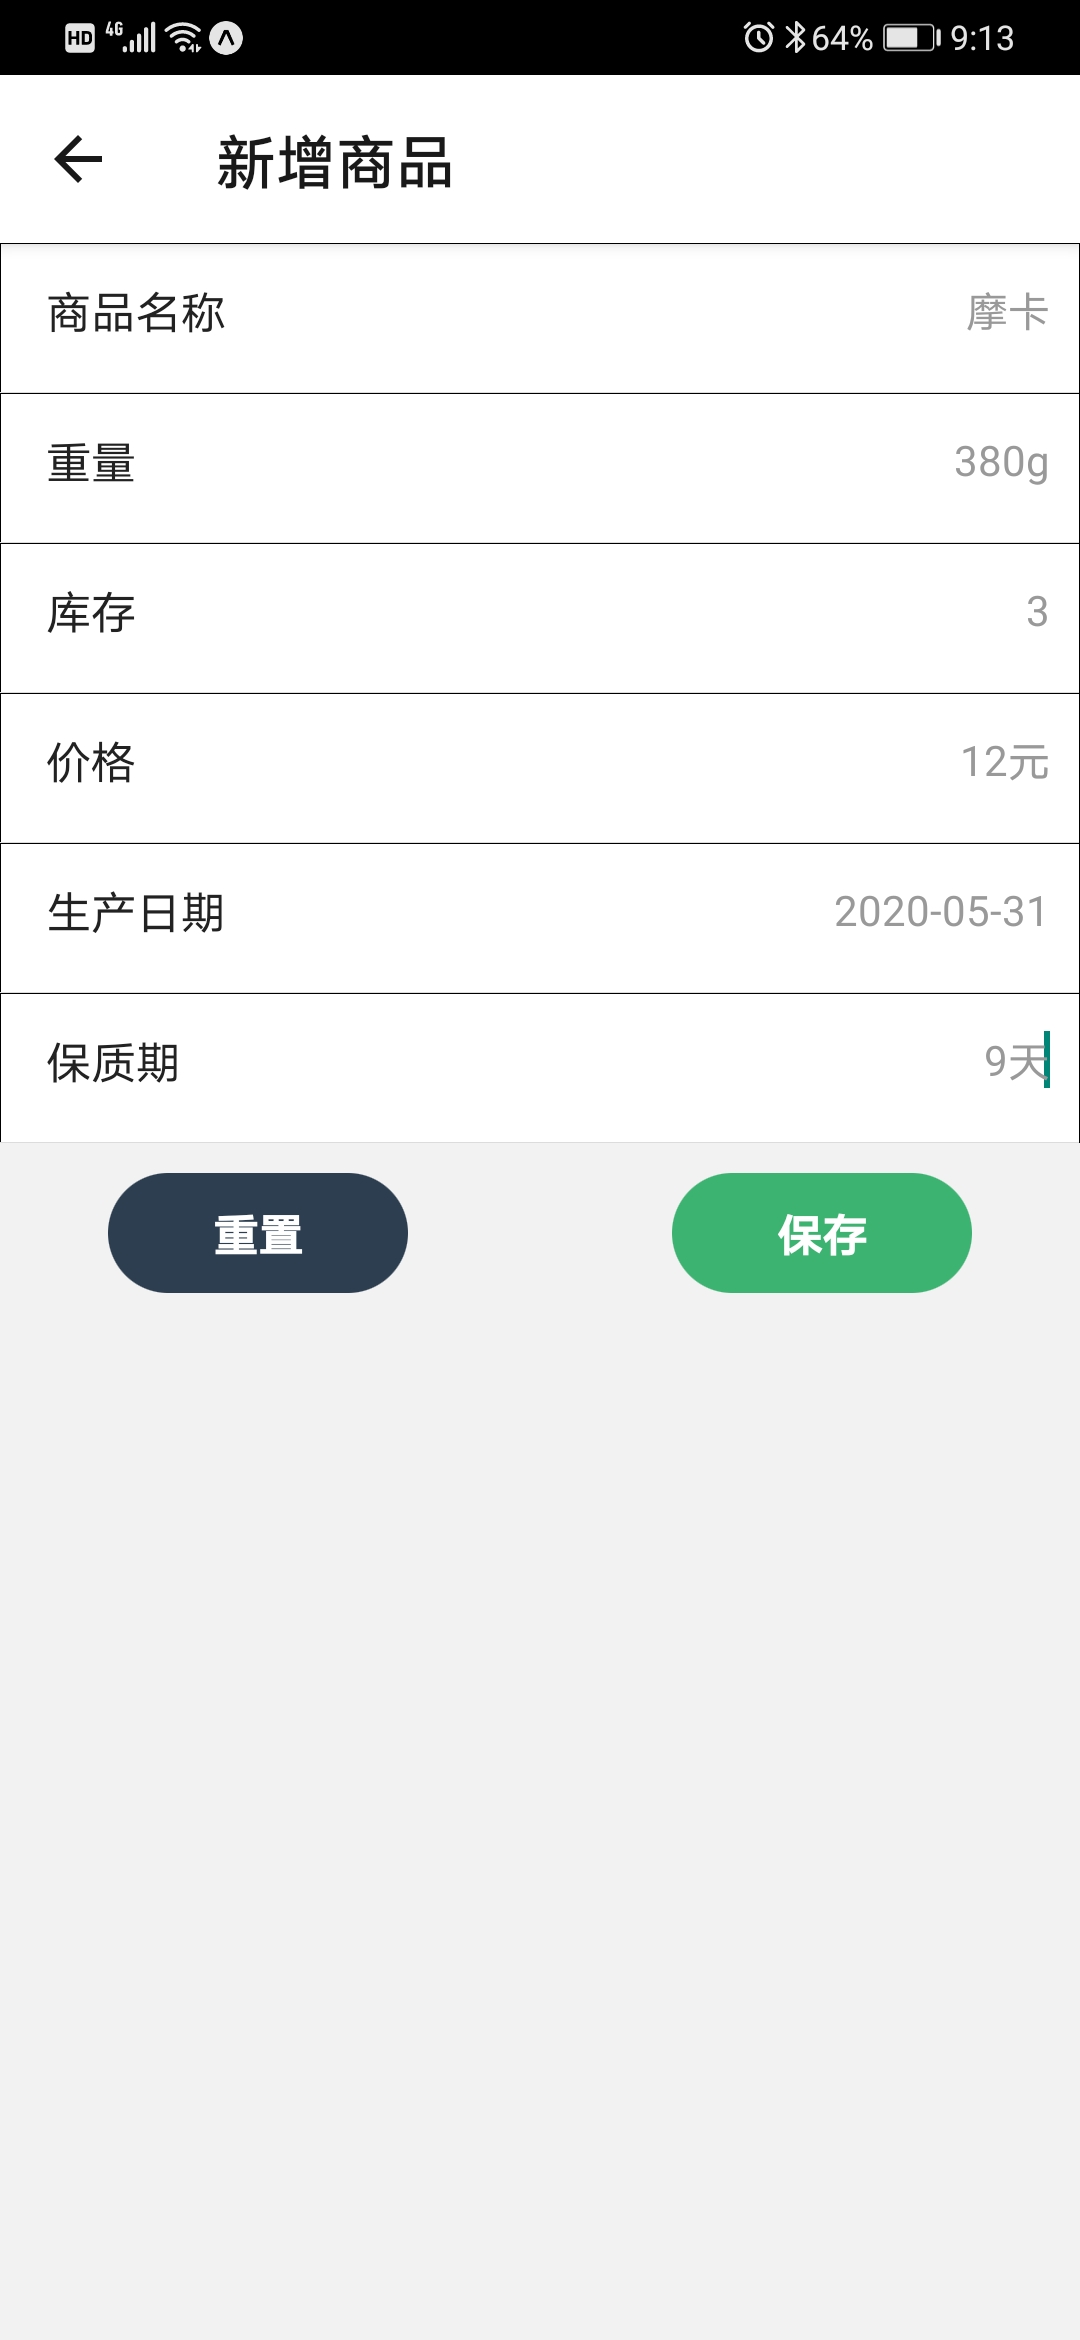 HD 4G 64% 9:13
新增商品
商品名称 摩卡
重量 380g
库存 3
价格 12元
生产日期 2020-05-31
保质期 9天
重置 保存